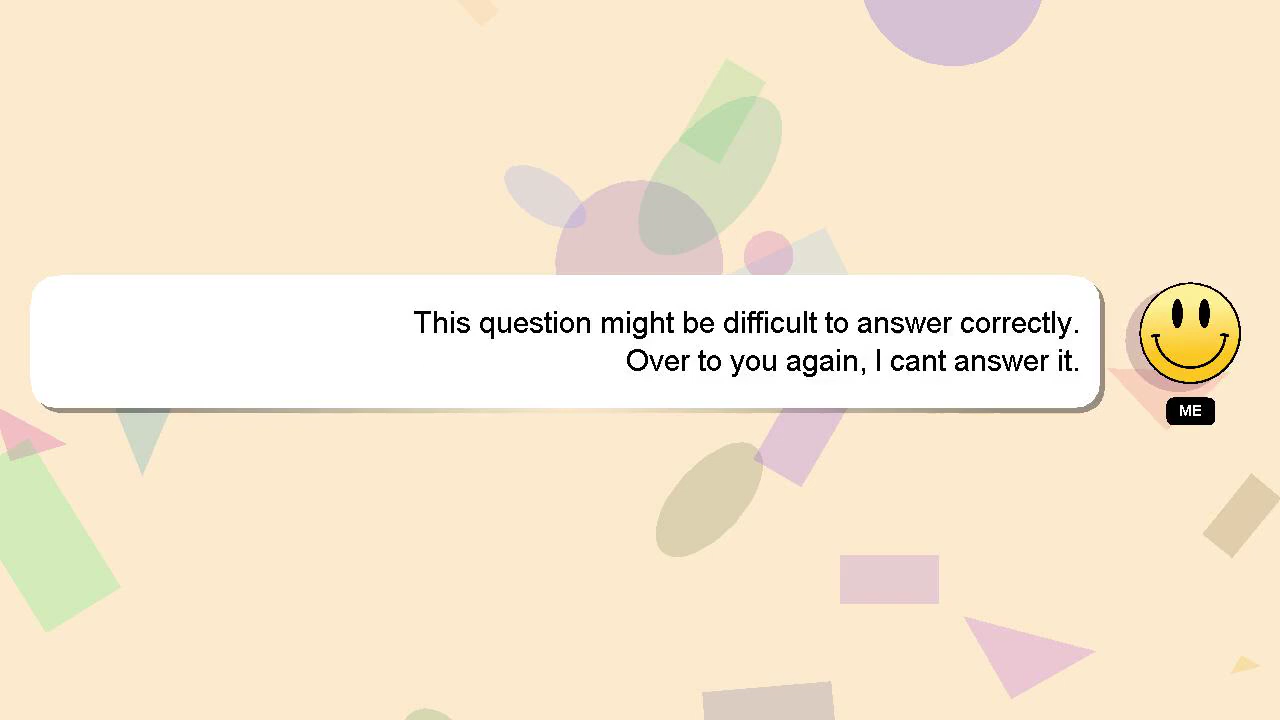 This question might be difficult to answer correctly.
Over to you again, I cant answer it.
ME